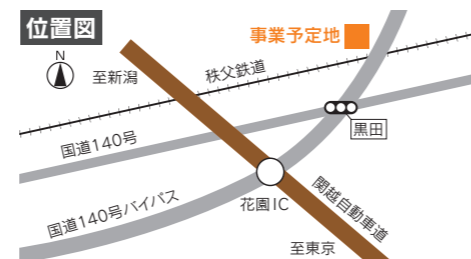 位置図
事業予定地
N
至新潟
秩父鉄道
黒田
国道140号
国道140号バイパス
花園IC
関越自動車道
至東京